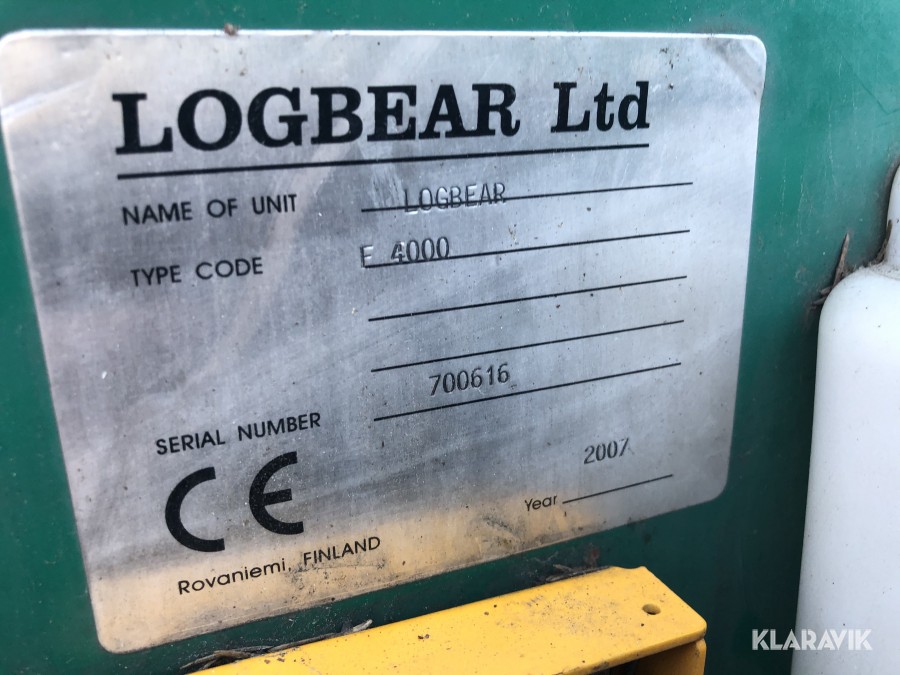 LOGBEAR Ltd
NAME OF UNIT LOGBEAR
TYPE CODE F 4000
700616
SERIAL NUMBER
2007
CE Year
Rovaniemi, FINLAND
KLARAVIK